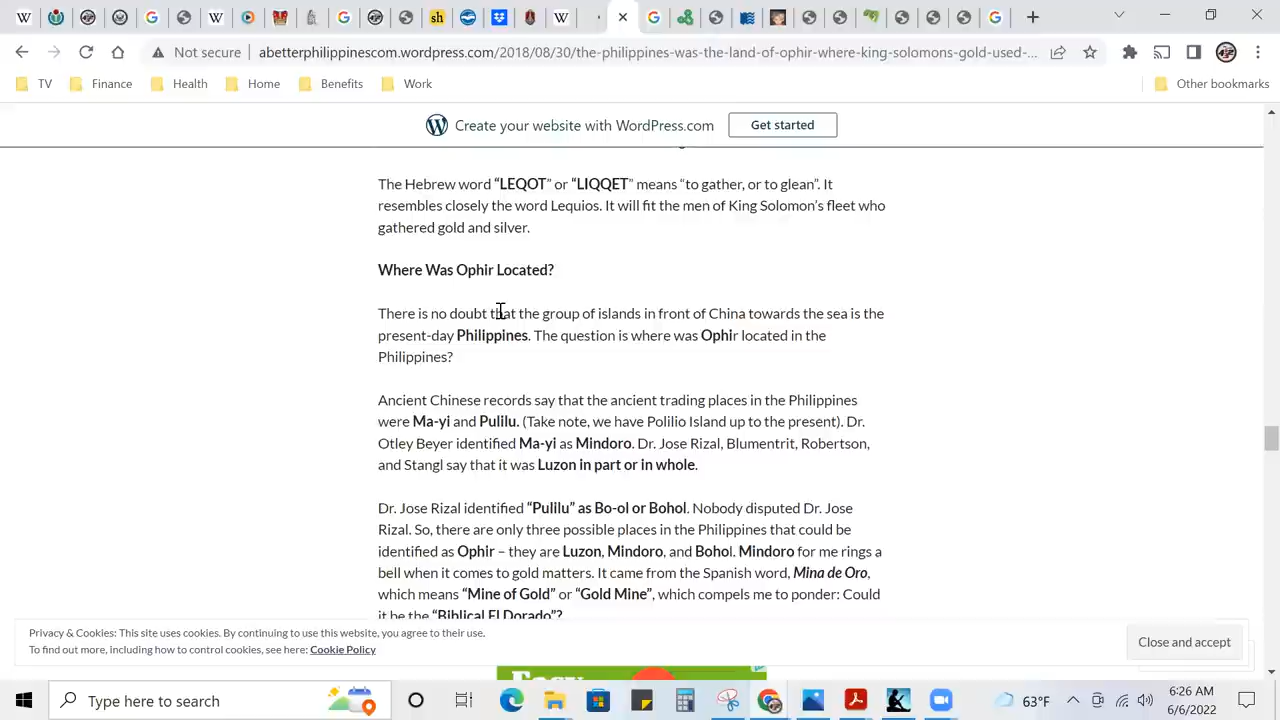 Not secure
abetterphilippinescom.wordpress.com/2018/08/30/the-philippines-was-the-land-of-ophir-where-king-solomons-gold-used-...
TV
Finance
Health
Home
Benefits
Work
Other bookmarks
Create your website with WordPress.com
Get started
The Hebrew word “LEQOT” or “LIQQET” means “to gather, or to glean”. It
resembles closely the word Lequios. It will fit the men of King Solomon’s fleet who
gathered gold and silver.
Where Was Ophir Located?
There is no doubt that the group of islands in front of China towards the sea is the
present-day Philippines. The question is where was Ophir located in the
Philippines?
Ancient Chinese records say that the ancient trading places in the Philippines
were Ma-yi and Pulilu. (Take note, we have Polilio Island up to the present). Dr.
Otley Beyer identified Ma-yi as Mindoro. Dr. Jose Rizal, Blumentrit, Robertson,
and Stangl say that it was Luzon in part or in whole.
Dr. Jose Rizal identified “Pulilu” as Bo-ol or Bohol. Nobody disputed Dr. Jose
Rizal. So, there are only three possible places in the Philippines that could be
identified as Ophir – they are Luzon, Mindoro, and Bohol. Mindoro for me rings a
bell when it comes to gold matters. It came from the Spanish word, Mina de Oro,
which means “Mine of Gold” or “Gold Mine”, which compels me to ponder: Could
it be the “Biblical El Dorado”?
Privacy & Cookies: This site uses cookies. By continuing to use this website, you agree to their use.
To find out more, including how to control cookies, see here: Cookie Policy
Close and accept
Type here to search
63°F
6:26 AM
6/6/2022